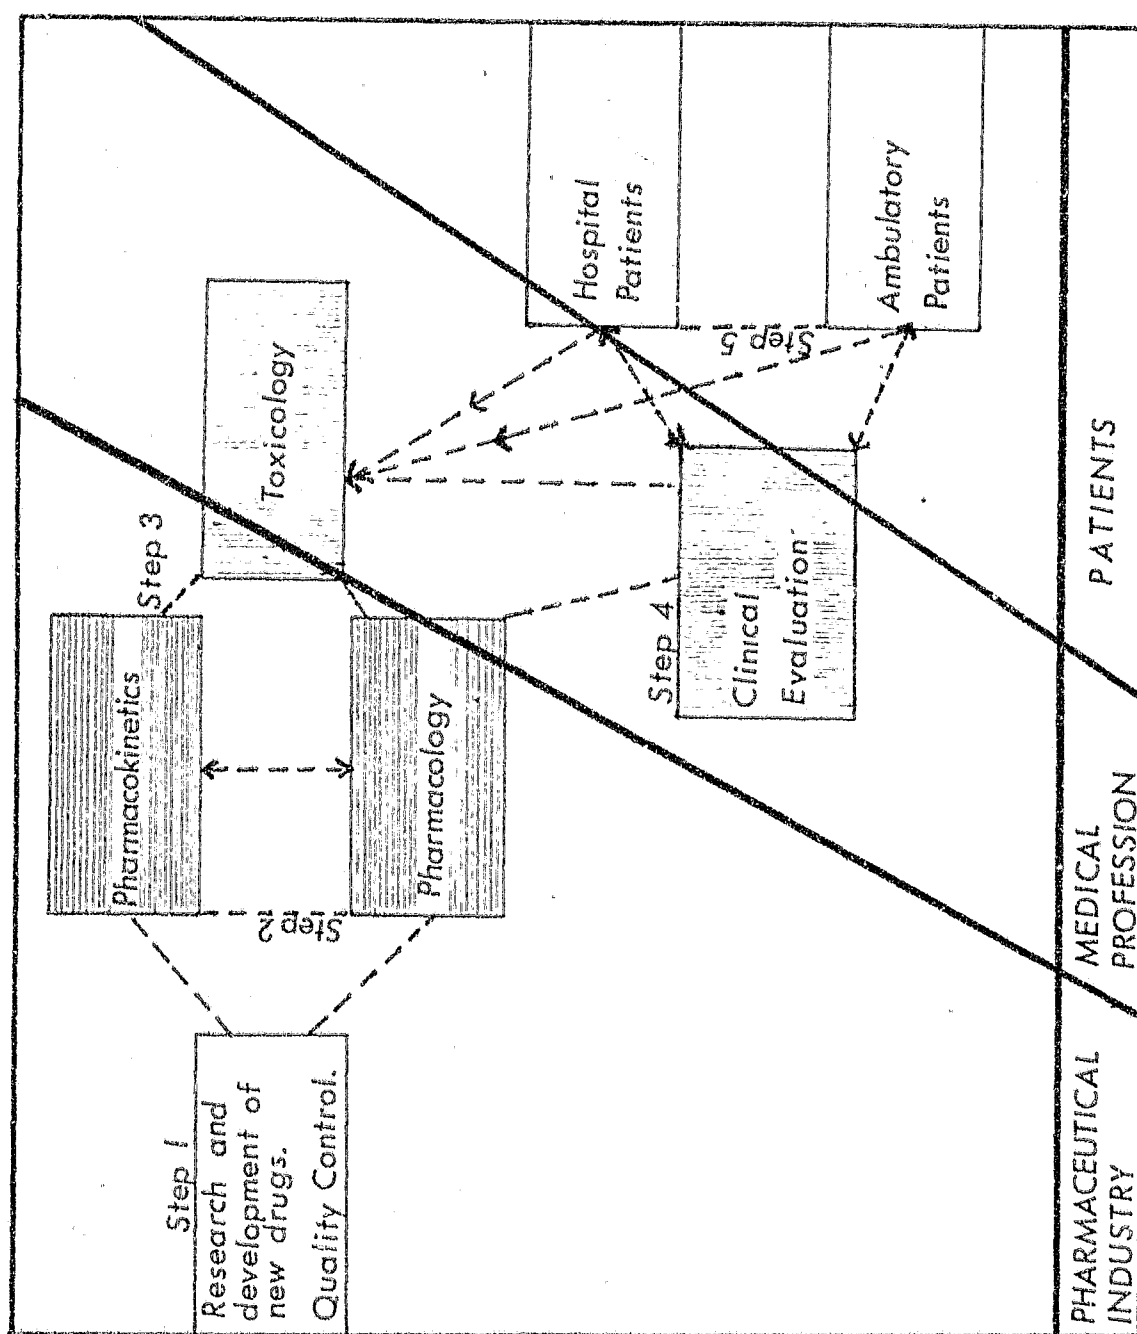 Step 1
Research and
development of
new drugs.
Quality Control.
Step 2
Pharmacokinetics
Pharmacology
Step 3
Toxicology
Step 4
Clinical
Evaluation
Step 5
Hospital
Patients
Ambulatory
Patients
PHARMACEUTICAL
INDUSTRY
MEDICAL
PROFESSION
PATIENTS